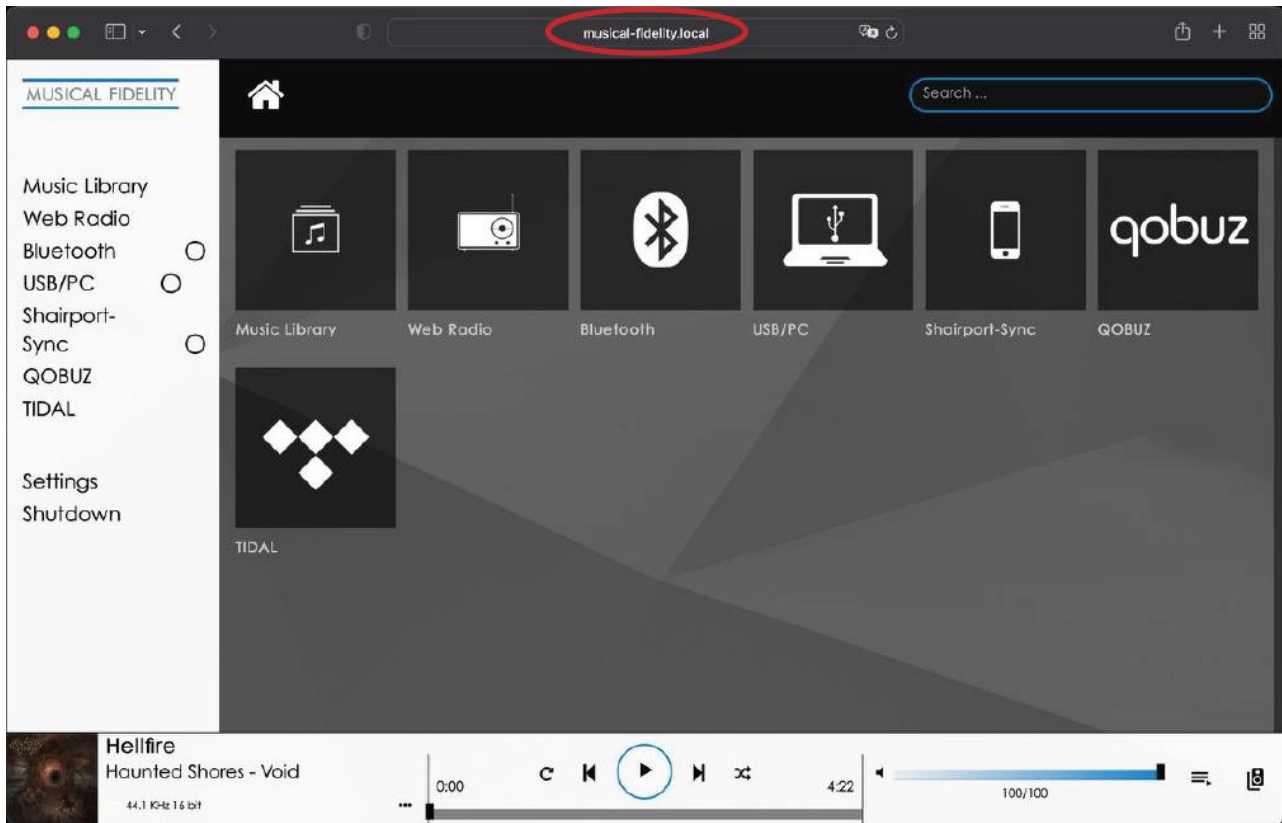 musical-fidelity.local
MUSICAL FIDELITY
Search ...
Music Library
Web Radio
Bluetooth
USB/PC
Shairport-
Sync
QOBUZ
TIDAL
Settings
Shutdown
qobuz
Music Library
Web Radio
Bluetooth
USB/PC
Shairport-Sync
QOBUZ
TIDAL
Hellfire
Haunted Shores - Void
44.1 KHz 16 bit
0:00
4:22
100/100